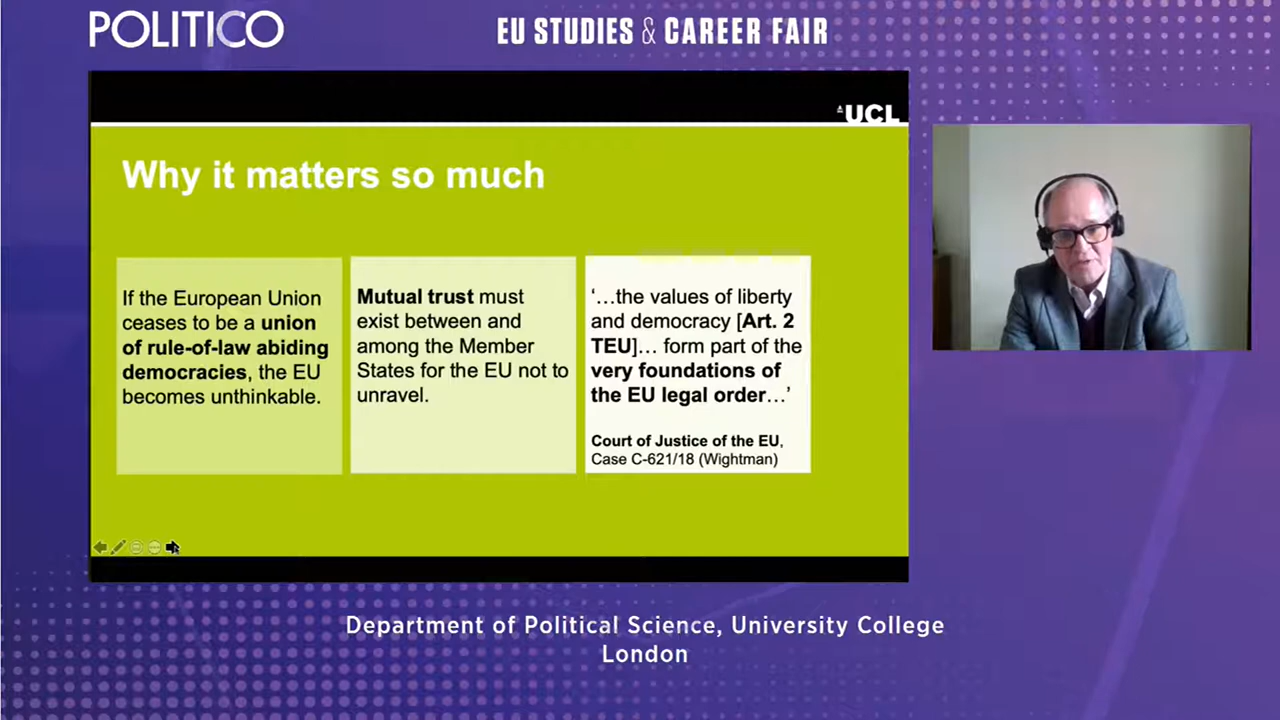 POLITICO
EU STUDIES & CAREER FAIR
UCL
Why it matters so much
If the European Union
ceases to be a union
of rule-of-law abiding
democracies, the EU
becomes unthinkable.
Mutual trust must
exist between and
among the Member
States for the EU not to
unravel.
‘…the values of liberty
and democracy [Art. 2
TEU]… form part of the
very foundations of
the EU legal order…’
Court of Justice of the EU,
Case C-621/18 (Wightman)
Department of Political Science, University College
London